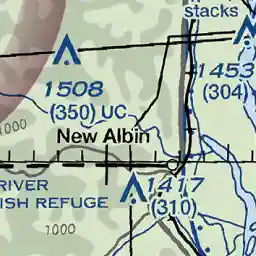 stacks
1508
(350) UC
1453
(304)
1000
New Albin
RIVER
ISH REFUGE
1417
(310)
1000